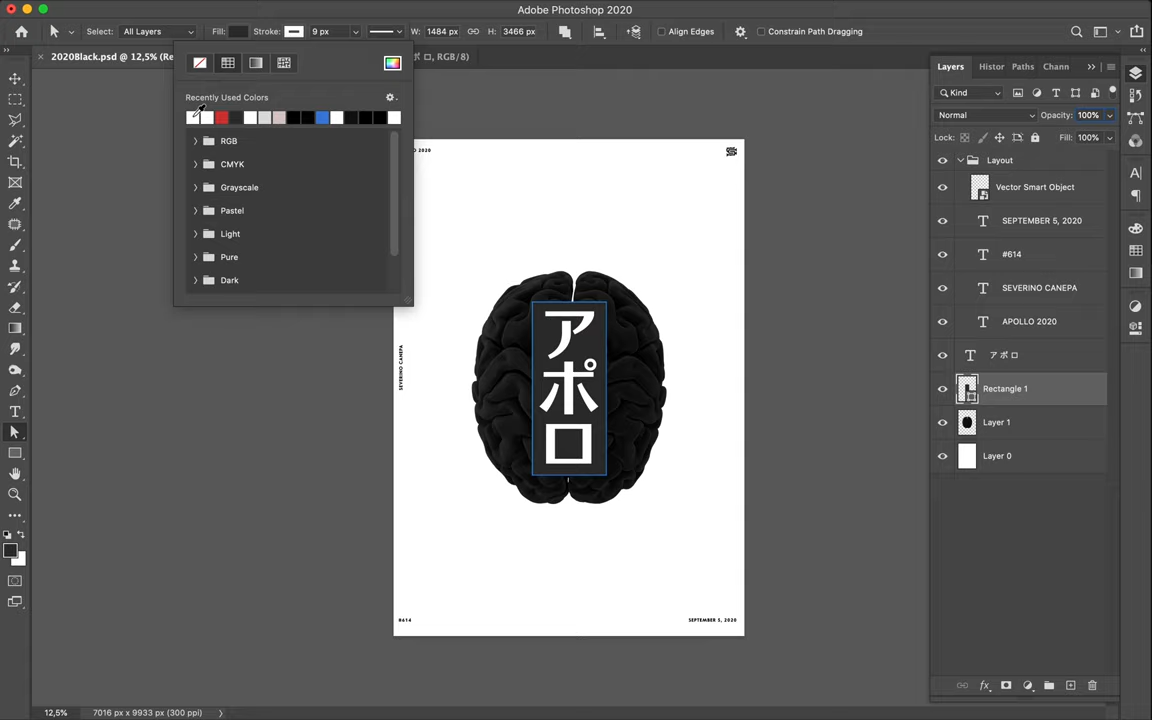 Adobe Photoshop 2020
Select:
All Layers
Fill:
Stroke:
9 px
W: 1484 px
H: 3466 px
Align Edges
Constrain Path Dragging
2020Black.psd @ 12,5% (Re
ロ, RGB/8)
Recently Used Colors
RGB
CMYK
Grayscale
Pastel
Light
Pure
Dark
O 2020
アポロ
SEVERINO CANEPA
#614
SEPTEMBER 5, 2020
Layers
Histor
Paths
Chann
Kind
Normal
Opacity:
100%
Lock:
Fill:
100%
Layout
Vector Smart Object
SEPTEMBER 5, 2020
#614
SEVERINO CANEPA
APOLLO 2020
アポロ
Rectangle 1
Layer 1
Layer 0
fx
12,5%
7016 px x 9933 px (300 ppi)